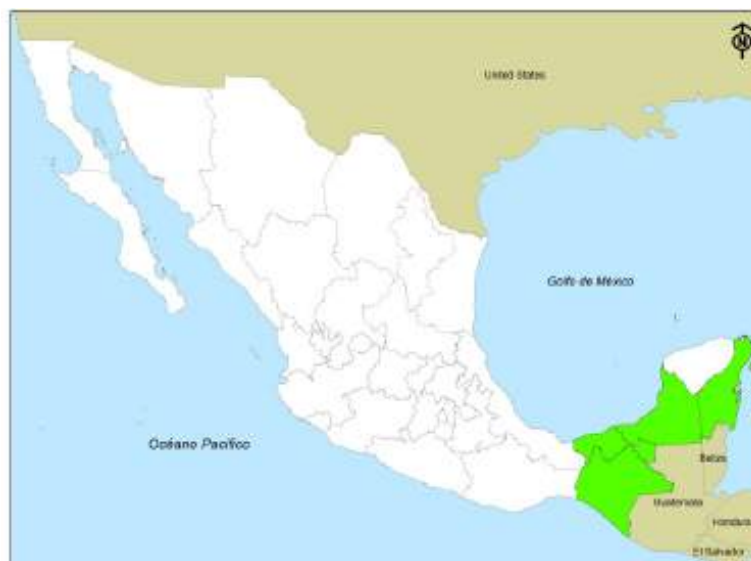 N
United States
Golfo de México
Océano Pacífico
Belize
Guatemala
Honduras
El Salvador